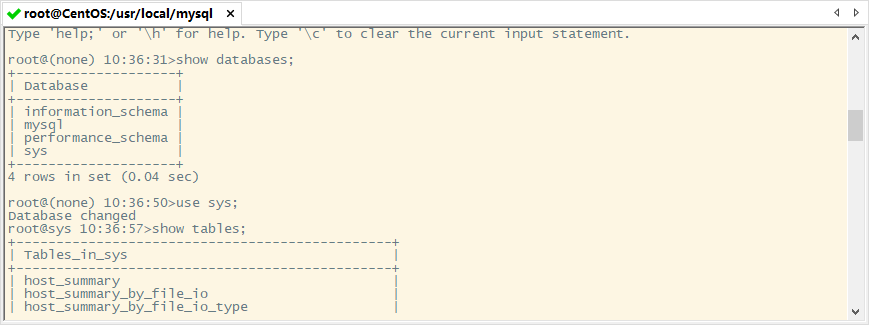 root@CentOS:/usr/local/mysql
Type 'help;' or '\h' for help. Type '\c' to clear the current input statement.
root@(none) 10:36:31>show databases;
+--------------------+
| Database           |
+--------------------+
| information_schema |
| mysql              |
| performance_schema |
| sys                |
+--------------------+
4 rows in set (0.04 sec)
root@(none) 10:36:50>use sys;
Database changed
root@sys 10:36:57>show tables;
+-----------------------------------------------+
| Tables_in_sys                                 |
+-----------------------------------------------+
| host_summary                                  |
| host_summary_by_file_io                       |
| host_summary_by_file_io_type                  |